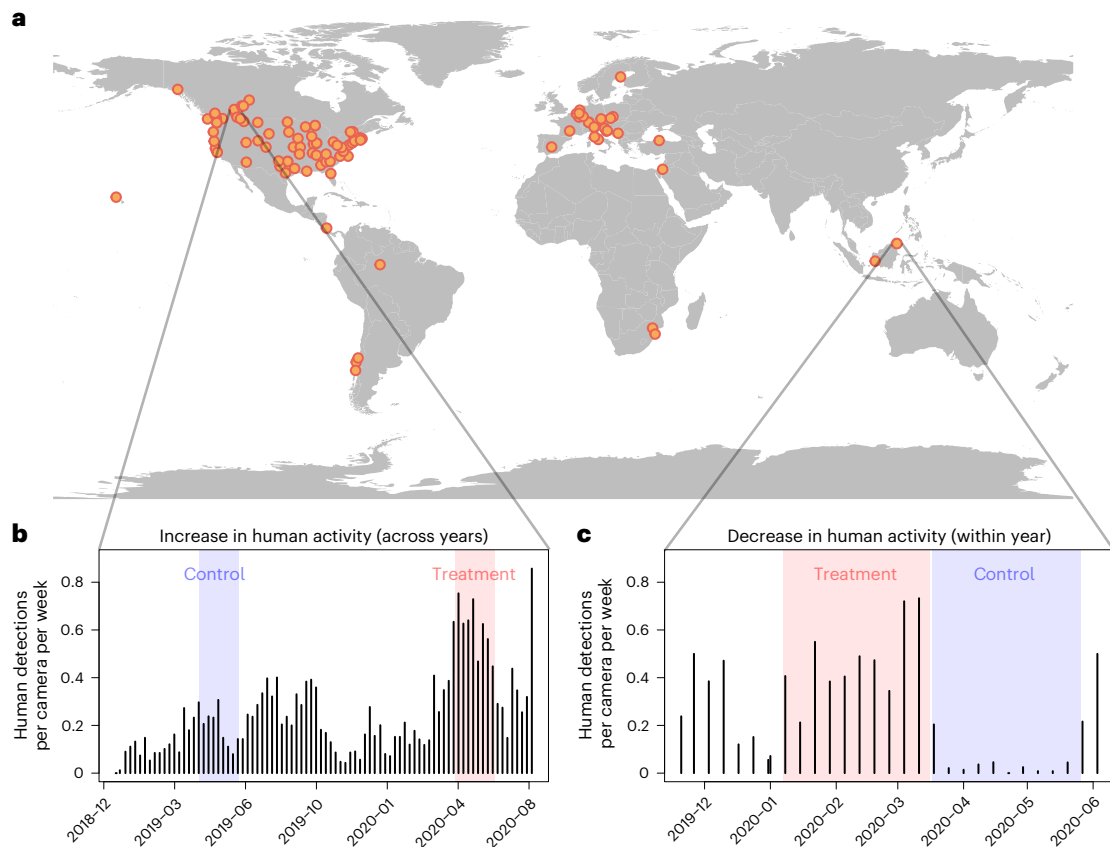 a
b
Increase in human activity (across years)
Human detections
per camera per week
0.8
0.6
0.4
0.2
0
Control
Treatment
2018–12
2019–03
2019–06
2019–10
2020–01
2020–04
2020–08
c
Decrease in human activity (within year)
Human detections
per camera per week
0.8
0.6
0.4
0.2
0
Treatment
Control
2019–12
2020–01
2020–02
2020–03
2020–04
2020–05
2020–06